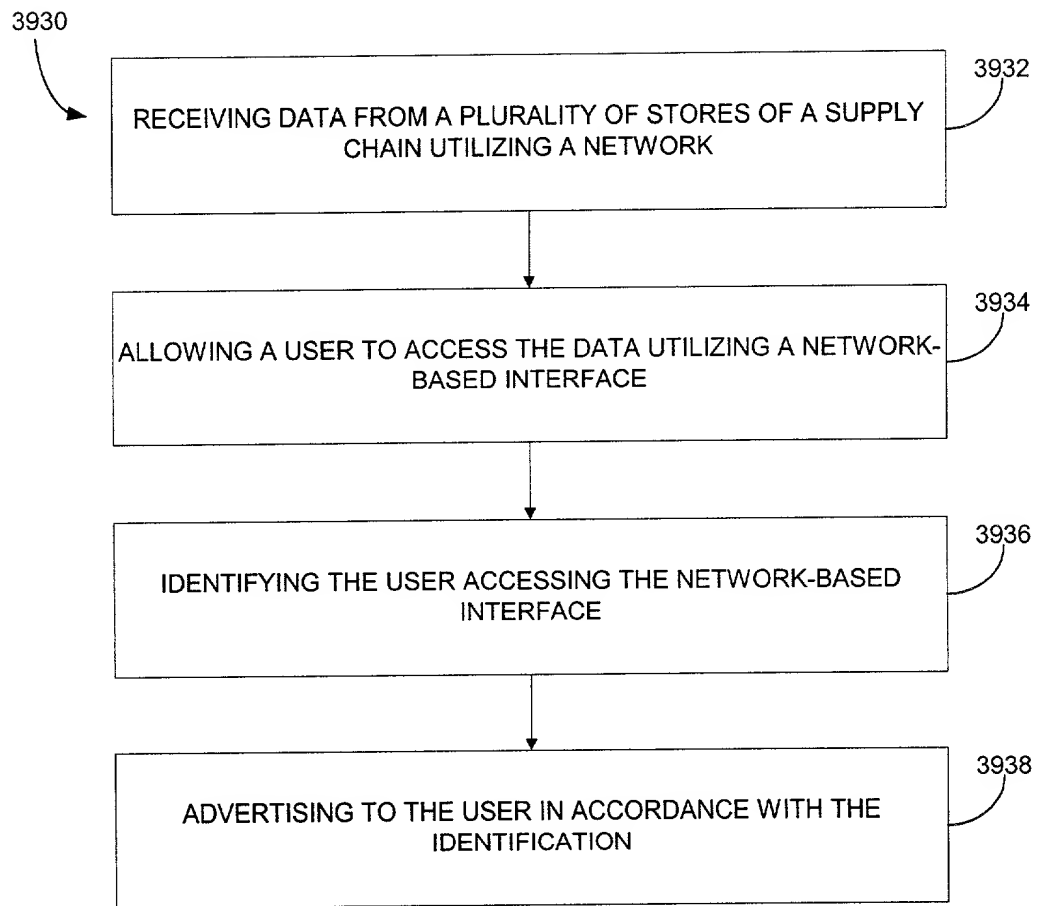 3930
3932
RECEIVING DATA FROM A PLURALITY OF STORES OF A SUPPLY
CHAIN UTILIZING A NETWORK
3934
ALLOWING A USER TO ACCESS THE DATA UTILIZING A NETWORK-
BASED INTERFACE
3936
IDENTIFYING THE USER ACCESSING THE NETWORK-BASED
INTERFACE
3938
ADVERTISING TO THE USER IN ACCORDANCE WITH THE
IDENTIFICATION